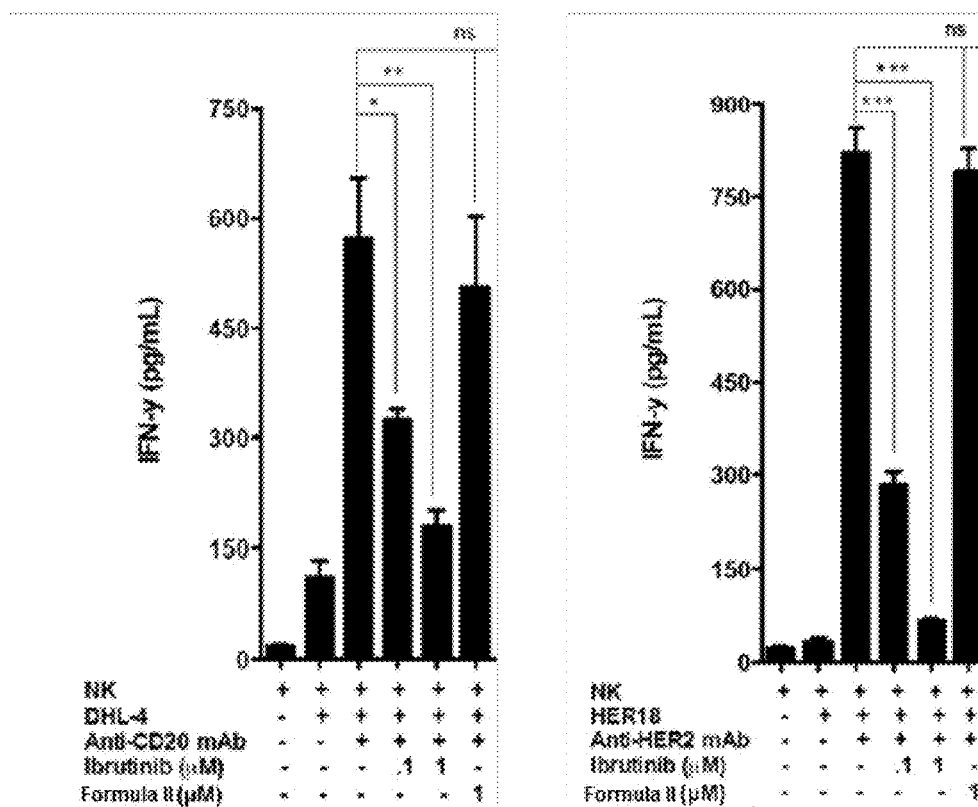 ns
**
*
750
600
450
300
150
0
IFN-y (pg/mL)
NK + + + + + +
DHL-4 - + + + + +
Anti-CD20 mAb - - + + + +
Ibrutinib (µM) - - - .1 1 -
Formula II (µM) - - - - - 1
ns
***
***
900
750
600
450
300
150
0
IFN-y (pg/mL)
NK + + + + + +
HER18 - + + + + +
Anti-HER2 mAb - - + + + +
Ibrutinib (µM) - - - .1 1 -
Formula II (µM) - - - - - 1